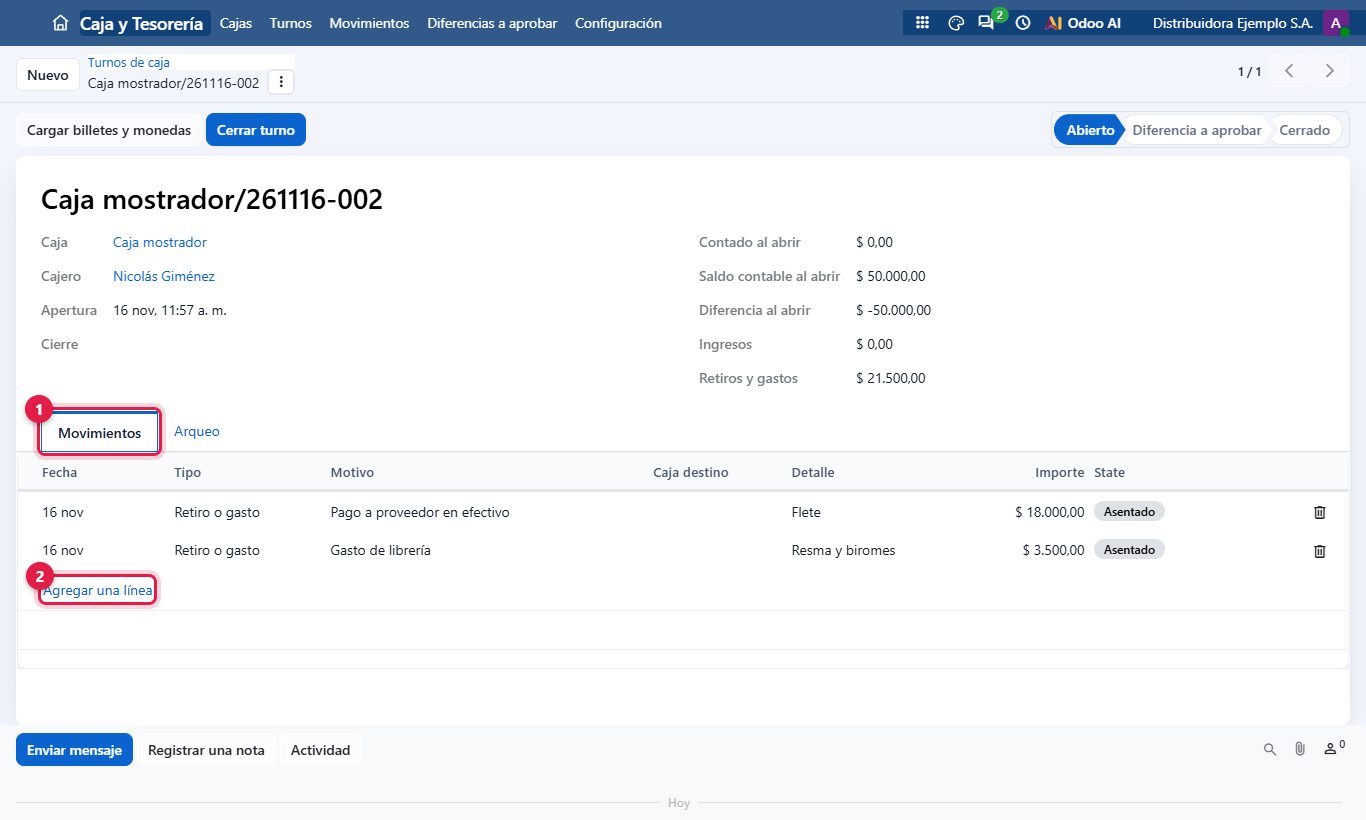 Caja y Tesorería Cajas Turnos Movimientos Diferencias a aprobar Configuración 2 Odoo AI Distribuidora Ejemplo S.A. A
Nuevo
Turnos de caja
Caja mostrador/261116-002
1 / 1
Cargar billetes y monedas Cerrar turno Abierto Diferencia a aprobar Cerrado
Caja mostrador/261116-002
Caja Caja mostrador
Cajero Nicolás Giménez
Apertura 16 nov, 11:57 a. m.
Cierre
Contado al abrir $ 0,00
Saldo contable al abrir $ 50.000,00
Diferencia al abrir $ -50.000,00
Ingresos $ 0,00
Retiros y gastos $ 21.500,00
1
Movimientos Arqueo
Fecha Tipo Motivo Caja destino Detalle Importe State
16 nov Retiro o gasto Pago a proveedor en efectivo Flete $ 18.000,00 Asentado
16 nov Retiro o gasto Gasto de librería Resma y biromes $ 3.500,00 Asentado
2
Agregar una línea
Enviar mensaje Registrar una nota Actividad 0
Hoy